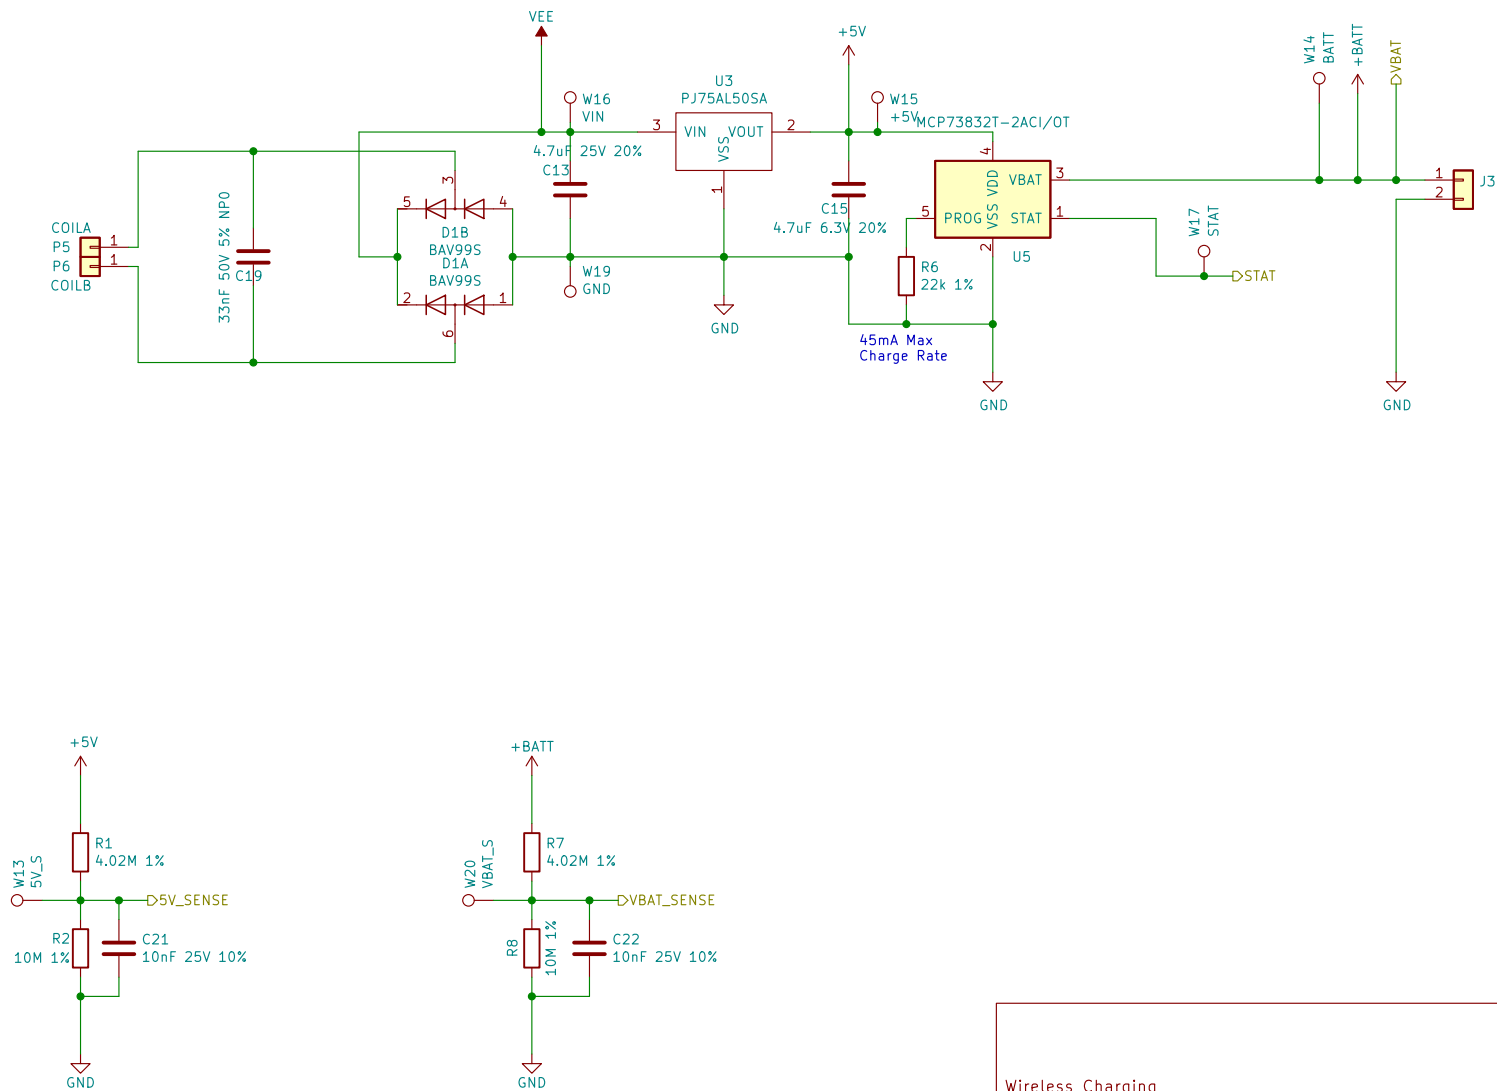 VEE
+5V
W14
BATT
+BATT
VBAT
U3
PJ75AL50SA
W16
VIN
W15
+5V
MCP73832T-2ACI/OT
3
VIN
VOUT
2
VSS
1
4.7uF 25V 20%
C13
4
VDD
VBAT
3
5
PROG
VSS
STAT
1
2
U5
1
2
J3
3
5
4
D1B
BAV99S
D1A
BAV99S
2
1
6
C15
4.7uF 6.3V 20%
COILA
P5
1
P6
1
COILB
33nF 50V 5% NPO
C19
W19
GND
R6
22k 1%
W17
STAT
STAT
GND
45mA Max
Charge Rate
GND
GND
+5V
+BATT
R1
4.02M 1%
W13
5V_S
5V_SENSE
R2
10M 1%
C21
10nF 25V 10%
GND
R7
4.02M 1%
W20
VBAT_S
VBAT_SENSE
R8
10M 1%
C22
10nF 25V 10%
GND
Wireless Charging